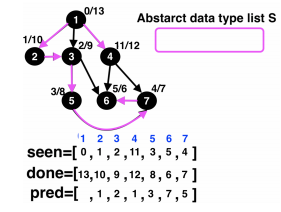 0/13
Abstarct data type list S
1
1/10
2/9
11/12
2
3
4
3/8
5/6
4/7
5
6
7
1 2 3 4 5 6 7
seen=[ 0 , 1 , 2 ,11, 3 , 5 , 4 ]
done=[13,10, 9 ,12, 8 , 6 , 7 ]
pred=[ , 1 , 2 , 1 , 3 , 7 , 5 ]